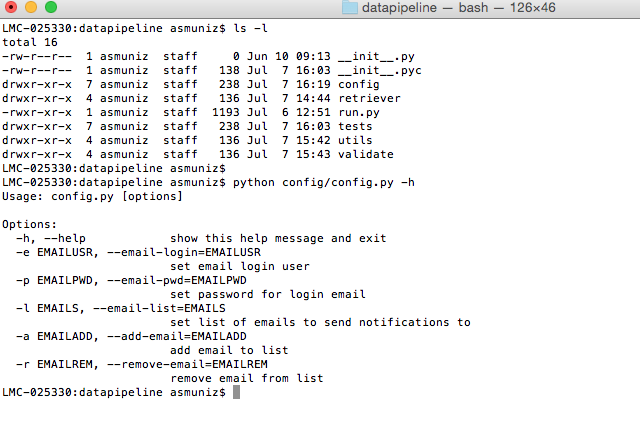 datapipeline — bash — 126×46
LMC-025330:datapipeline asmuniz$ ls -l
total 16
-rw-r--r-- 1 asmuniz staff 0 Jun 10 09:13 __init__.py
-rw-r--r-- 1 asmuniz staff 138 Jul 7 16:03 __init__.pyc
drwxr-xr-x 7 asmuniz staff 238 Jul 7 16:19 config
drwxr-xr-x 4 asmuniz staff 136 Jul 7 14:44 retriever
-rwxr-xr-x 1 asmuniz staff 1193 Jul 6 12:51 run.py
drwxr-xr-x 7 asmuniz staff 238 Jul 7 16:03 tests
drwxr-xr-x 4 asmuniz staff 136 Jul 7 15:42 utils
drwxr-xr-x 4 asmuniz staff 136 Jul 7 15:43 validate
LMC-025330:datapipeline asmuniz$
LMC-025330:datapipeline asmuniz$ python config/config.py -h
Usage: config.py [options]
Options:
-h, --help show this help message and exit
-e EMAILUSR, --email-login=EMAILUSR
set email login user
-p EMAILPWD, --email-pwd=EMAILPWD
set password for login email
-l EMAILS, --email-list=EMAILS
set list of emails to send notifications to
-a EMAILADD, --add-email=EMAILADD
add email to list
-r EMAILREM, --remove-email=EMAILREM
remove email from list
LMC-025330:datapipeline asmuniz$